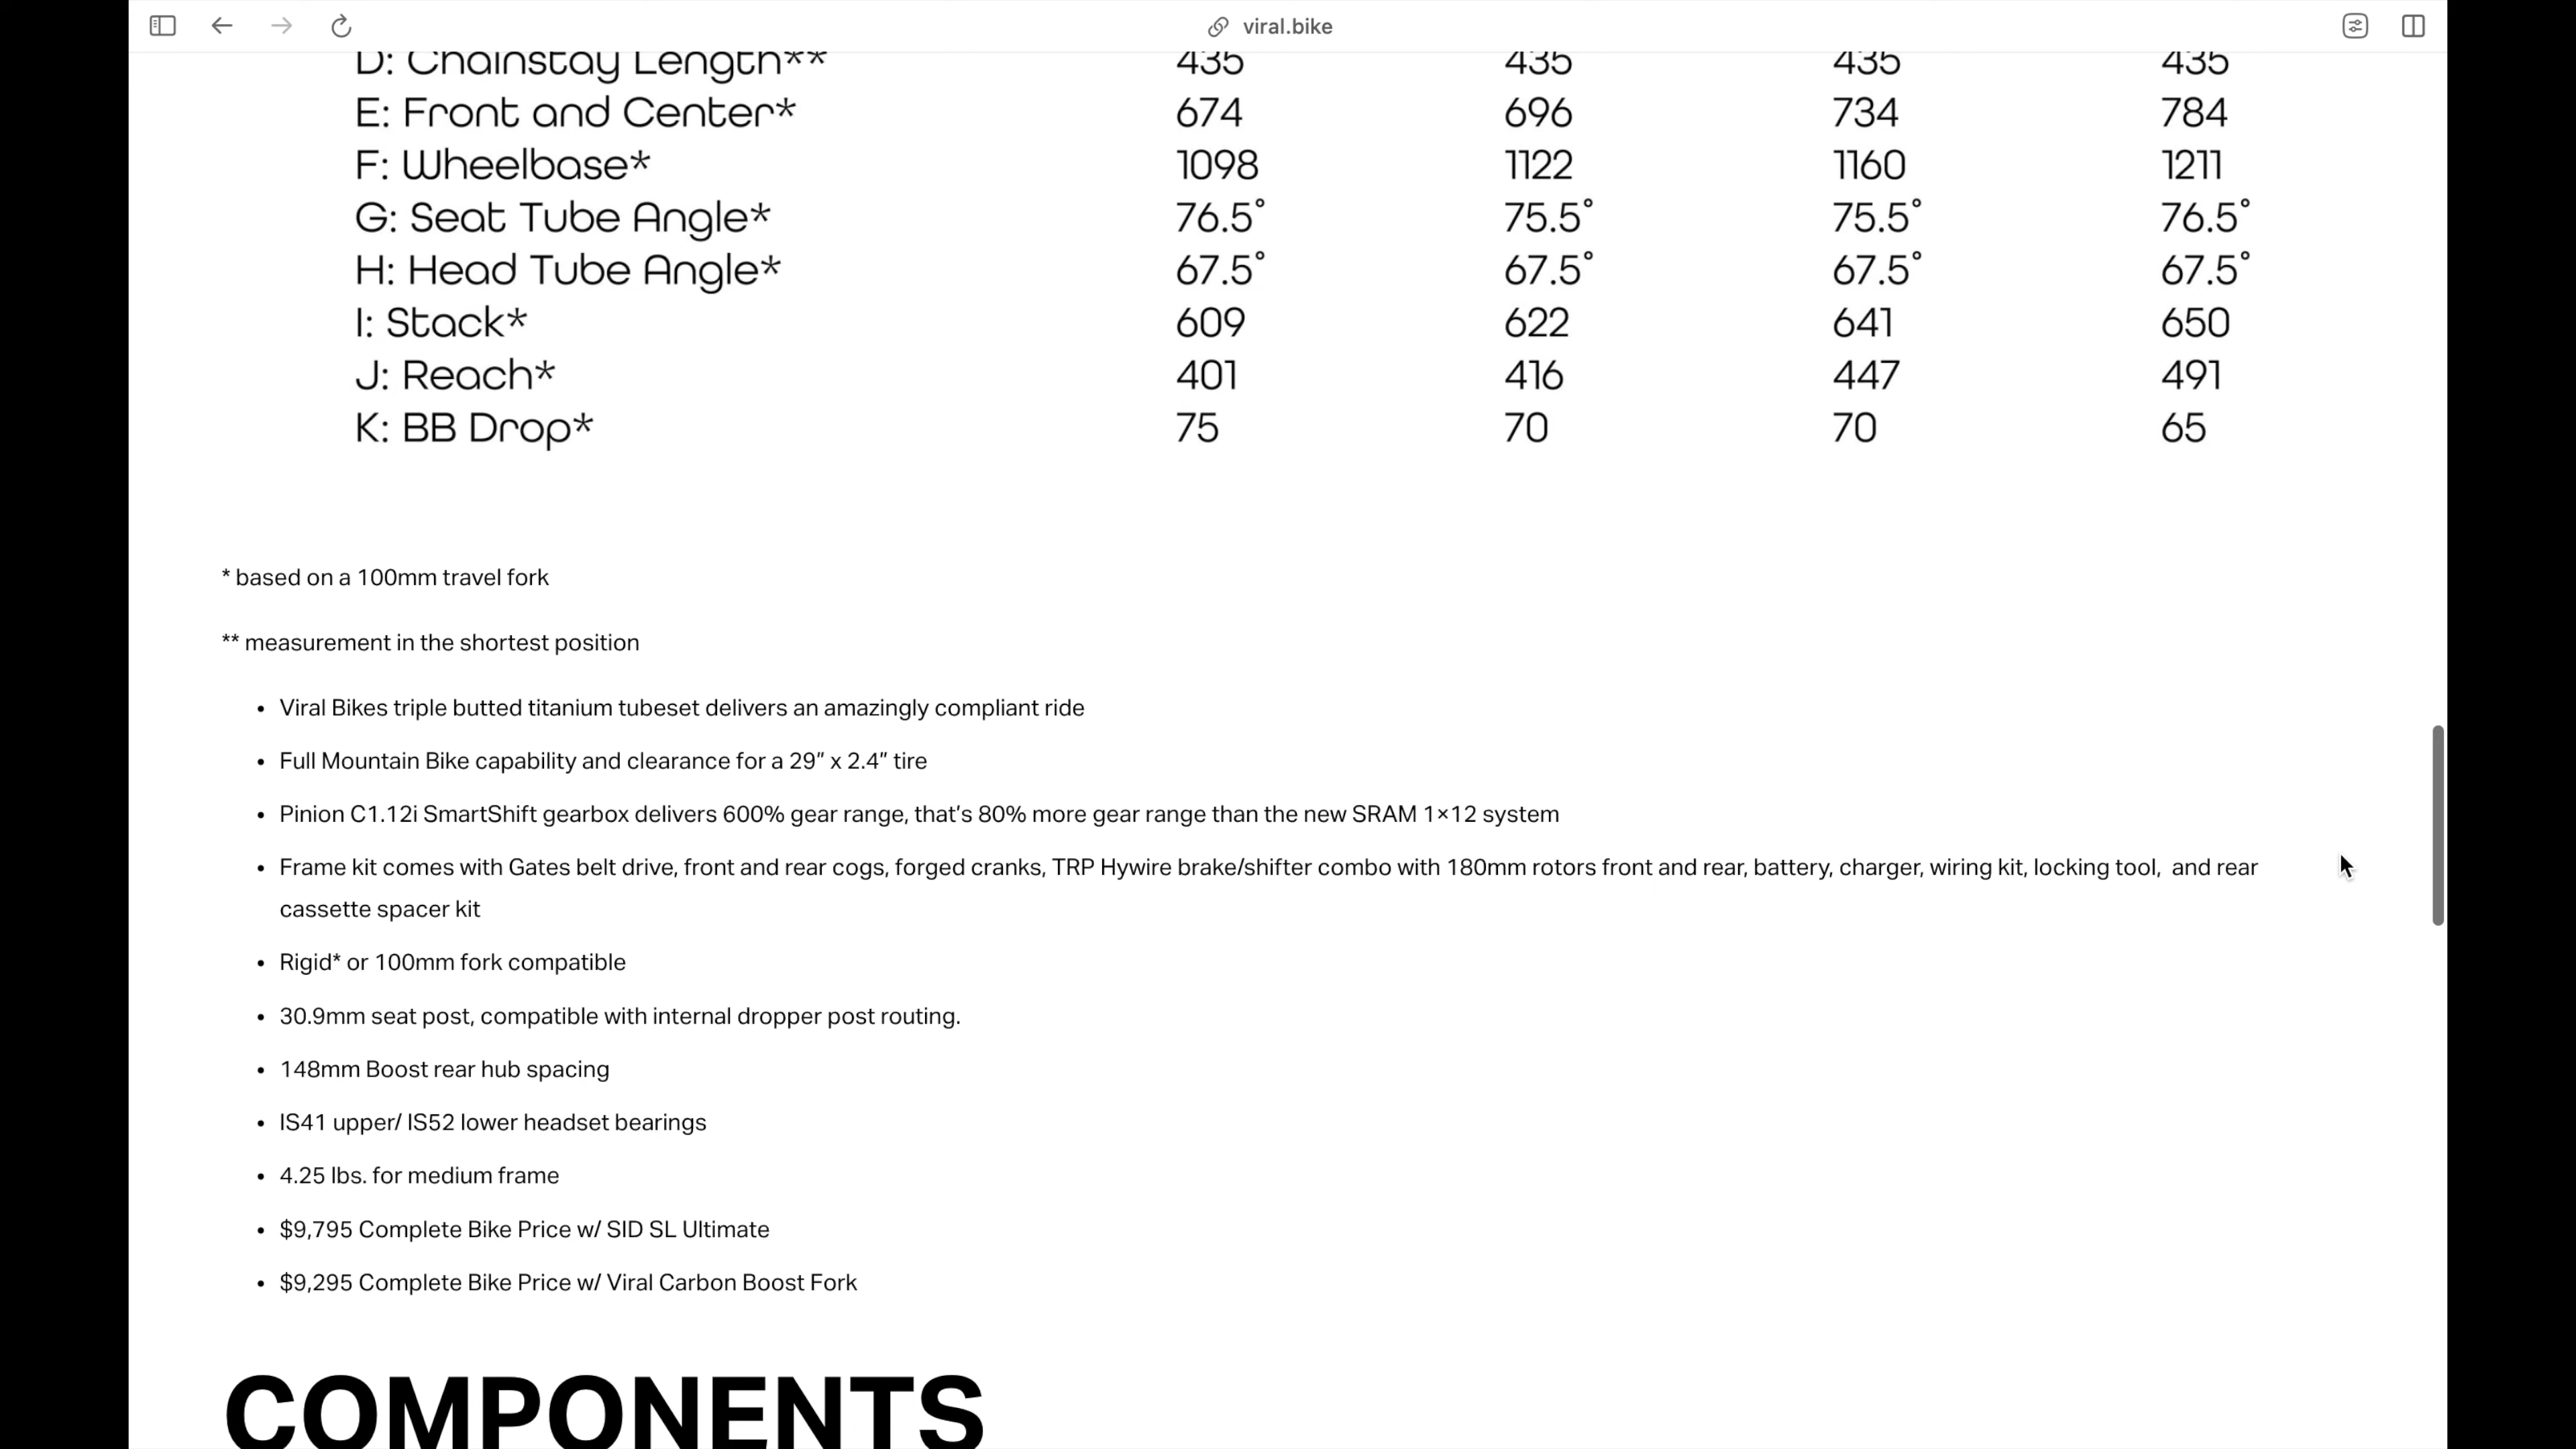 viral.bike
D: Chainstay Length** 435 435 435 435
E: Front and Center* 674 696 734 784
F: Wheelbase* 1098 1122 1160 1211
G: Seat Tube Angle* 76.5° 75.5° 75.5° 76.5°
H: Head Tube Angle* 67.5° 67.5° 67.5° 67.5°
I: Stack* 609 622 641 650
J: Reach* 401 416 447 491
K: BB Drop* 75 70 70 65
* based on a 100mm travel fork
** measurement in the shortest position
• Viral Bikes triple butted titanium tubeset delivers an amazingly compliant ride
• Full Mountain Bike capability and clearance for a 29″ x 2.4″ tire
• Pinion C1.12i SmartShift gearbox delivers 600% gear range, that’s 80% more gear range than the new SRAM 1×12 system
• Frame kit comes with Gates belt drive, front and rear cogs, forged cranks, TRP Hywire brake/shifter combo with 180mm rotors front and rear, battery, charger, wiring kit, locking tool,  and rear
cassette spacer kit
• Rigid* or 100mm fork compatible
• 30.9mm seat post, compatible with internal dropper post routing.
• 148mm Boost rear hub spacing
• IS41 upper/ IS52 lower headset bearings
• 4.25 lbs. for medium frame
• $9,795 Complete Bike Price w/ SID SL Ultimate
• $9,295 Complete Bike Price w/ Viral Carbon Boost Fork
COMPONENTS